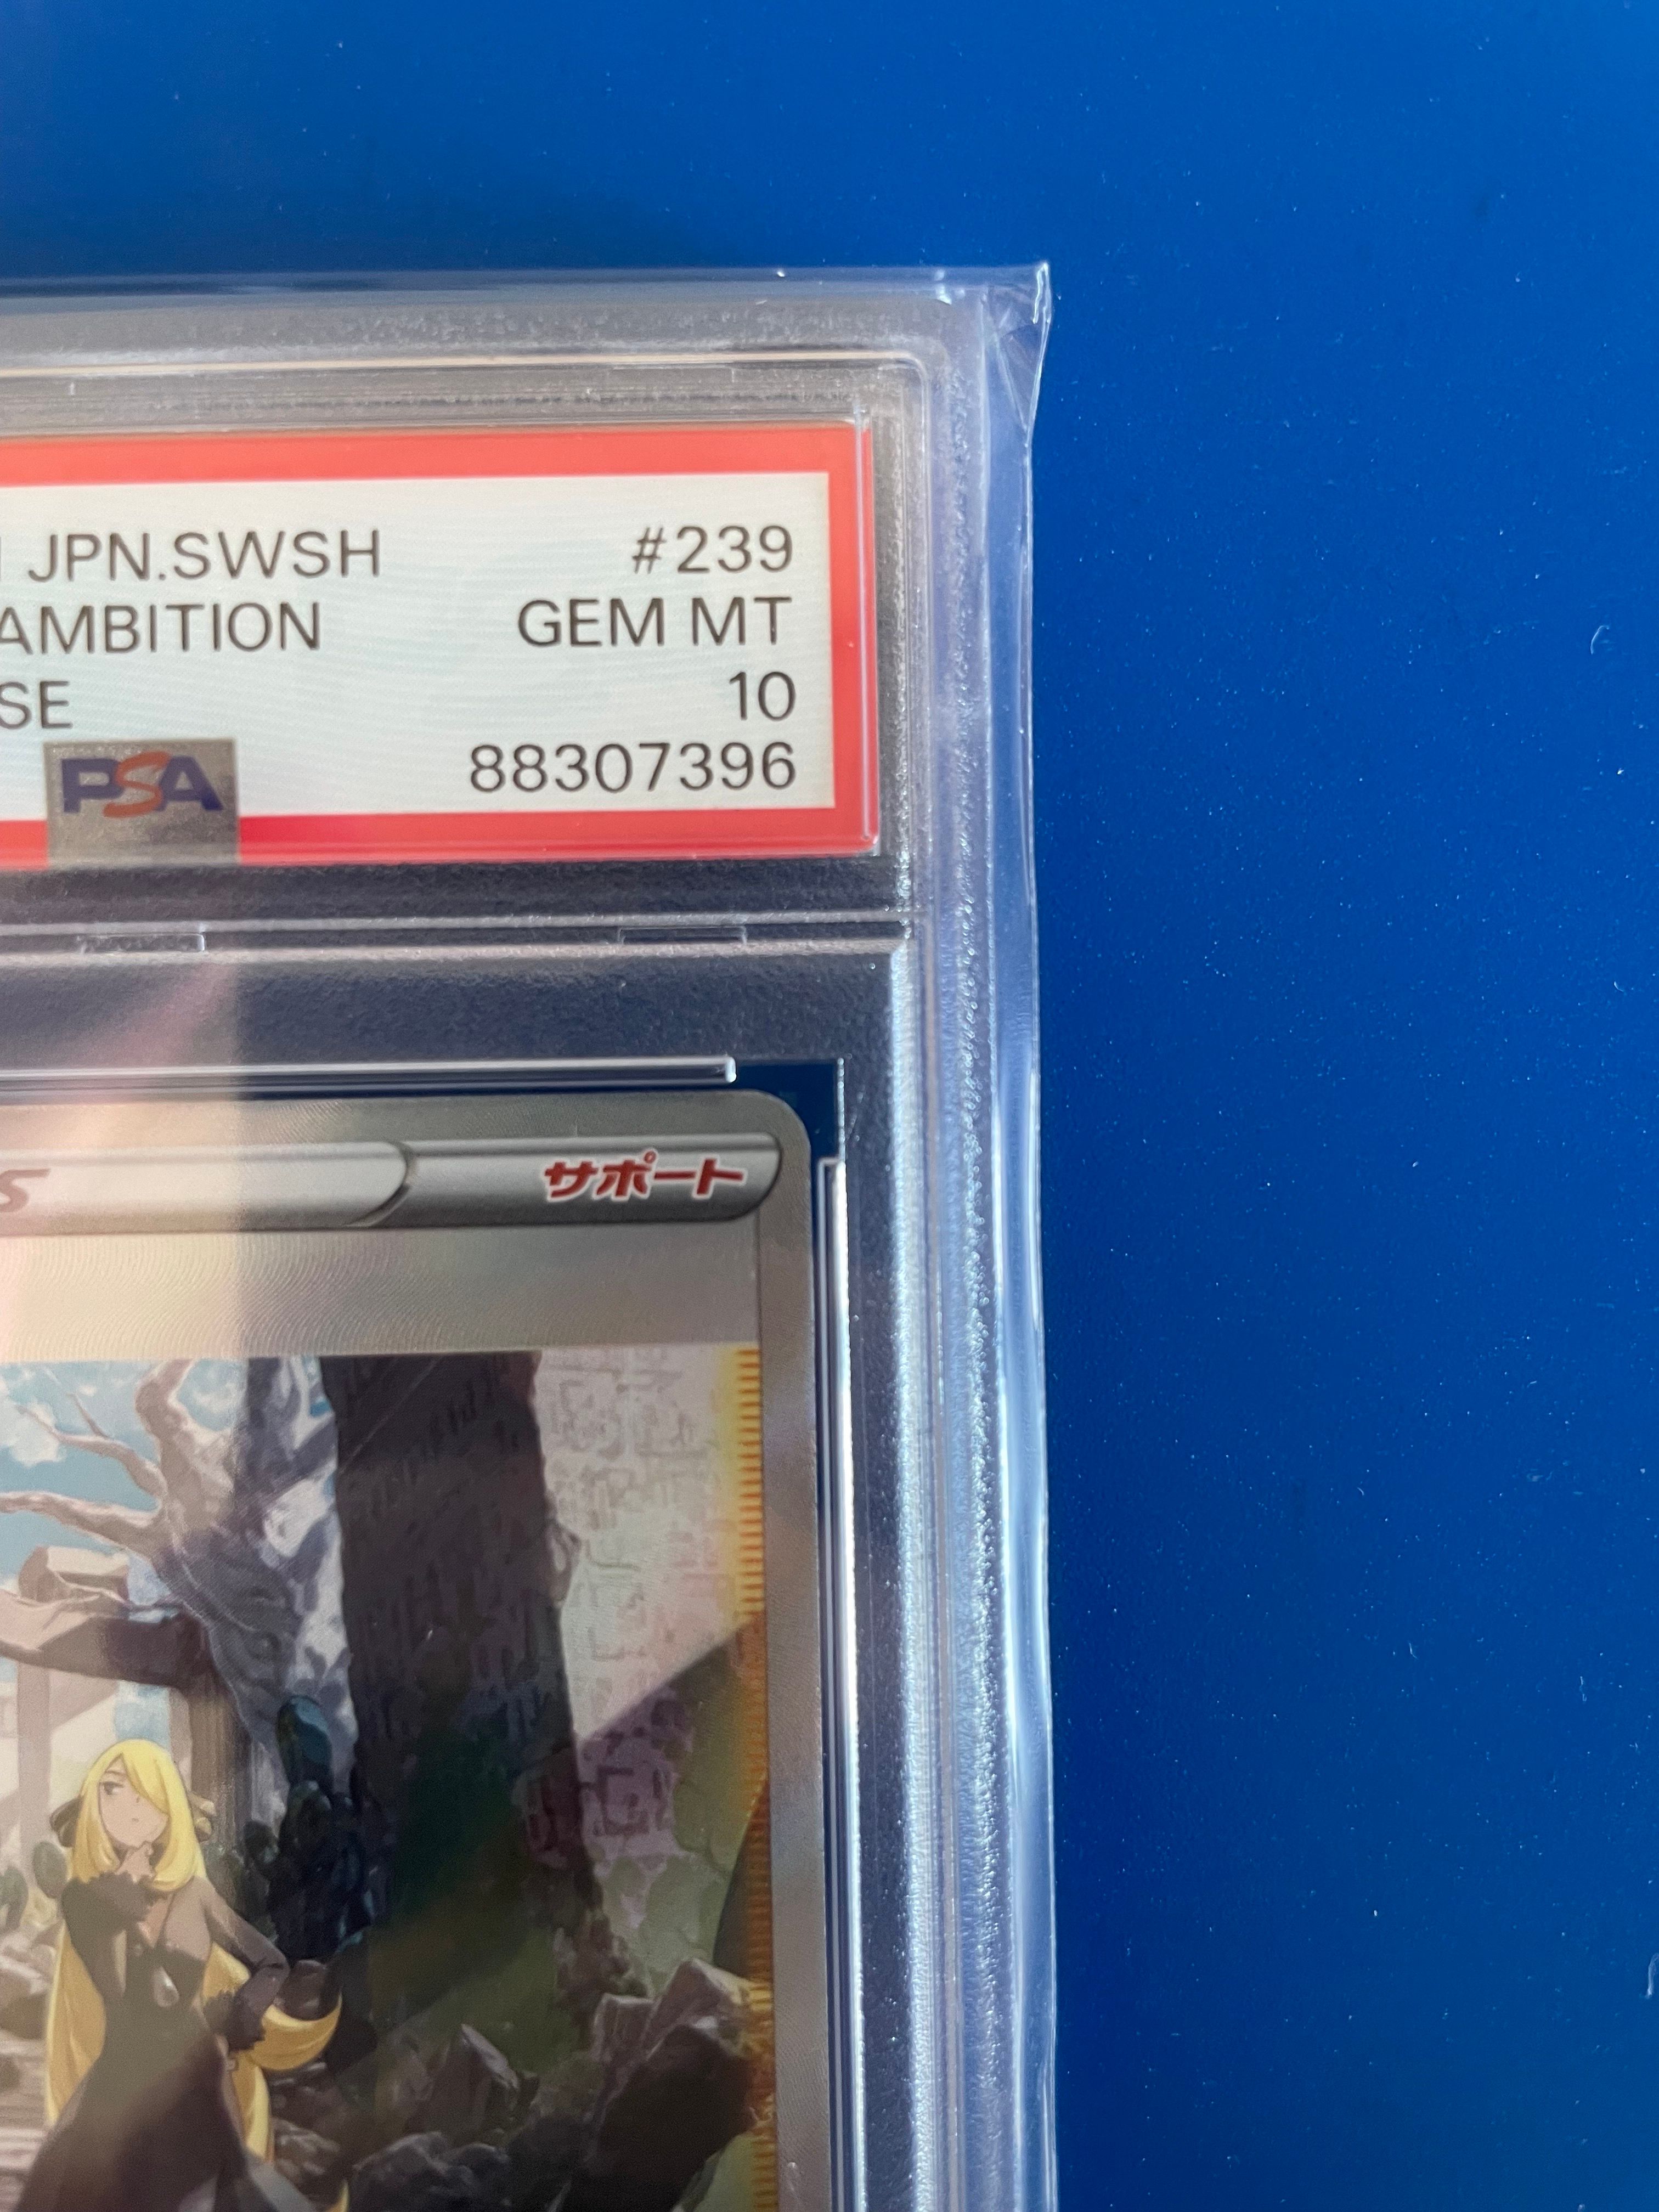 JPN.SWSH #239
AMBITION GEM MT
SE 10
PSA 88307396
S サポート